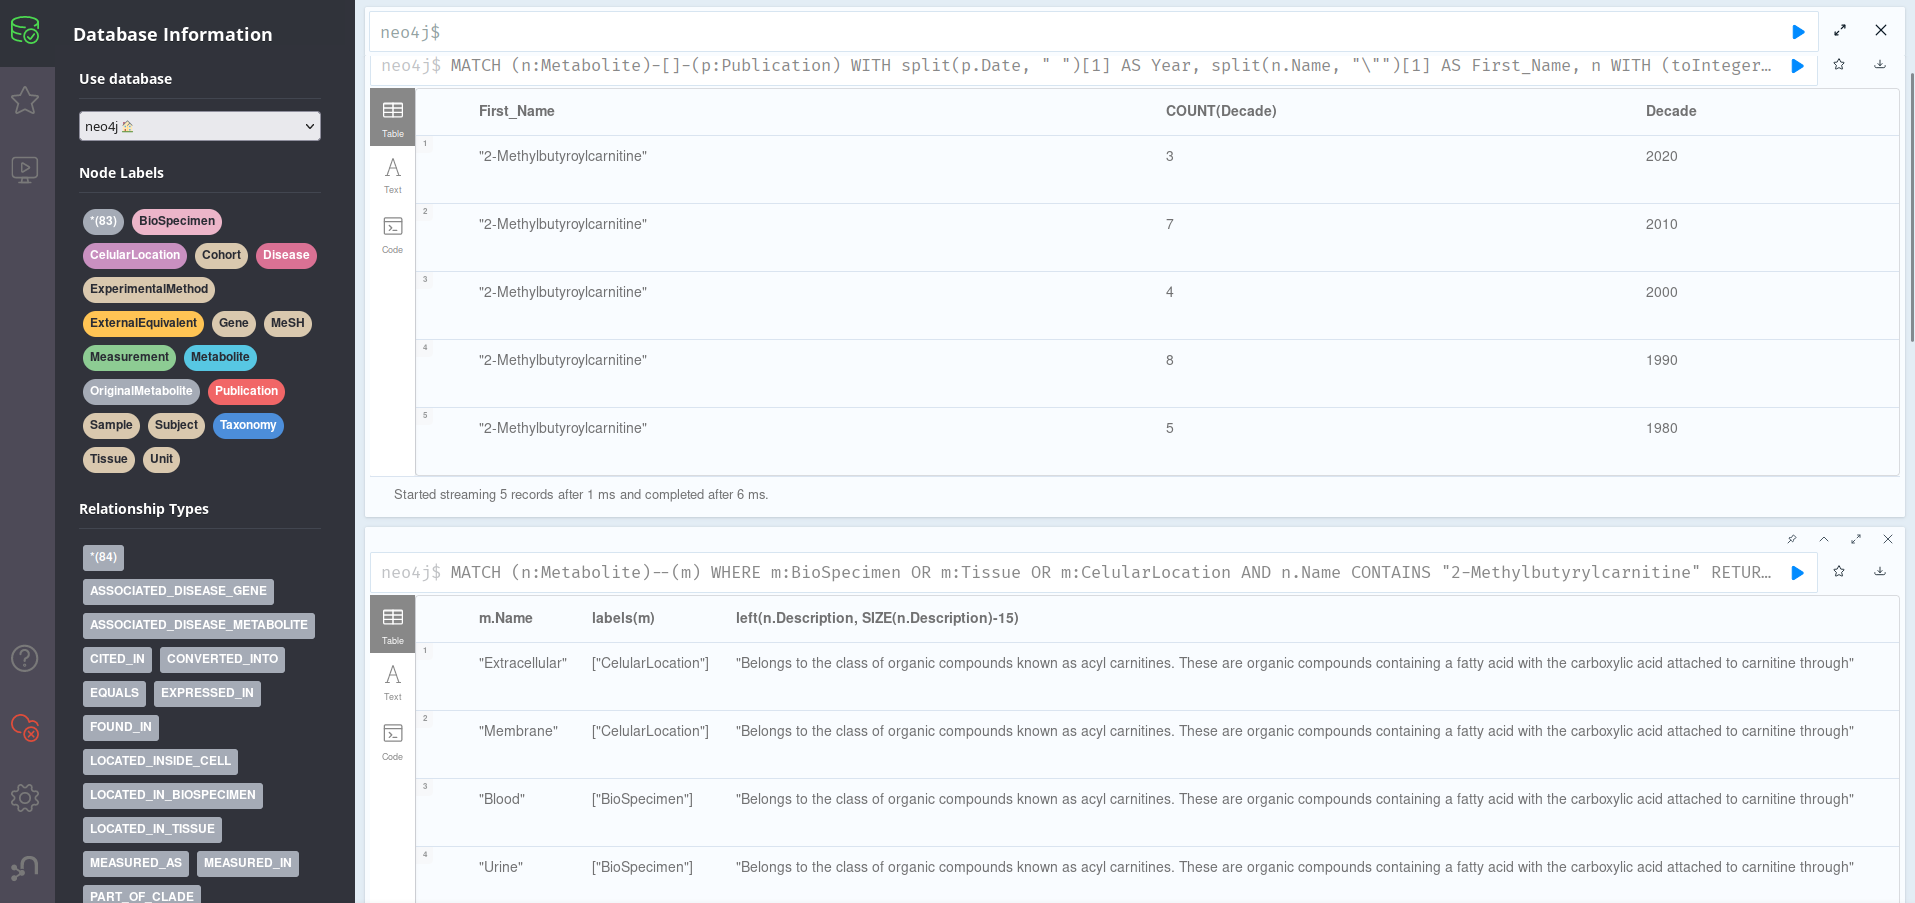 Database Information
Use database
neo4j
Node Labels
*(83) BioSpecimen
CelularLocation Cohort Disease
ExperimentalMethod
ExternalEquivalent Gene MeSH
Measurement Metabolite
OriginalMetabolite Publication
Sample Subject Taxonomy
Tissue Unit
Relationship Types
*(84)
ASSOCIATED_DISEASE_GENE
ASSOCIATED_DISEASE_METABOLITE
CITED_IN CONVERTED_INTO
EQUALS EXPRESSED_IN
FOUND_IN
LOCATED_INSIDE_CELL
LOCATED_IN_BIOSPECIMEN
LOCATED_IN_TISSUE
MEASURED_AS MEASURED_IN
PART_OF_CLADE
neo4j$
neo4j$ MATCH (n:Metabolite)-[]-(p:Publication) WITH split(p.Date, " ")[1] AS Year, split(n.Name, "\"")[1] AS First_Name, n WITH (toInteger…
Table
Text
Code
First_Name COUNT(Decade) Decade
1 "2-Methylbutyroylcarnitine" 3 2020
2 "2-Methylbutyroylcarnitine" 7 2010
3 "2-Methylbutyroylcarnitine" 4 2000
4 "2-Methylbutyroylcarnitine" 8 1990
5 "2-Methylbutyroylcarnitine" 5 1980
Started streaming 5 records after 1 ms and completed after 6 ms.
neo4j$ MATCH (n:Metabolite)--(m) WHERE m:BioSpecimen OR m:Tissue OR m:CelularLocation AND n.Name CONTAINS "2-Methylbutyrylcarnitine" RETUR…
Table
Text
Code
m.Name labels(m) left(n.Description, SIZE(n.Description)-15)
1 "Extracellular" ["CelularLocation"] "Belongs to the class of organic compounds known as acyl carnitines. These are organic compounds containing a fatty acid with the carboxylic acid attached to carnitine through"
2 "Membrane" ["CelularLocation"] "Belongs to the class of organic compounds known as acyl carnitines. These are organic compounds containing a fatty acid with the carboxylic acid attached to carnitine through"
3 "Blood" ["BioSpecimen"] "Belongs to the class of organic compounds known as acyl carnitines. These are organic compounds containing a fatty acid with the carboxylic acid attached to carnitine through"
4 "Urine" ["BioSpecimen"] "Belongs to the class of organic compounds known as acyl carnitines. These are organic compounds containing a fatty acid with the carboxylic acid attached to carnitine through"